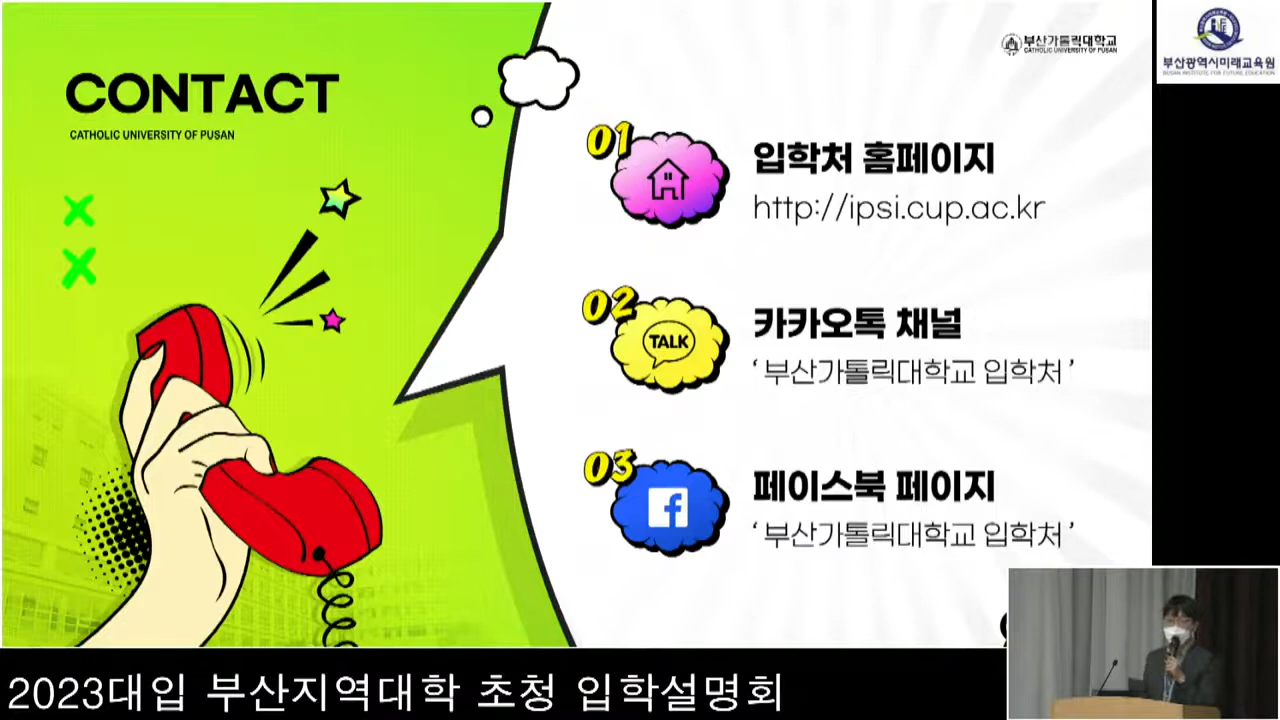 CONTACT
CATHOLIC UNIVERSITY OF PUSAN
부산가톨릭대학교
CATHOLIC UNIVERSITY OF PUSAN
부산광역시미래교육원
BUSAN INSTITUTE FOR FUTURE EDUCATION
01
입학처 홈페이지
http://ipsi.cup.ac.kr
02
TALK
카카오톡 채널
‘부산가톨릭대학교 입학처’
03
f
페이스북 페이지
‘부산가톨릭대학교 입학처’
2023대입 부산지역대학 초청 입학설명회